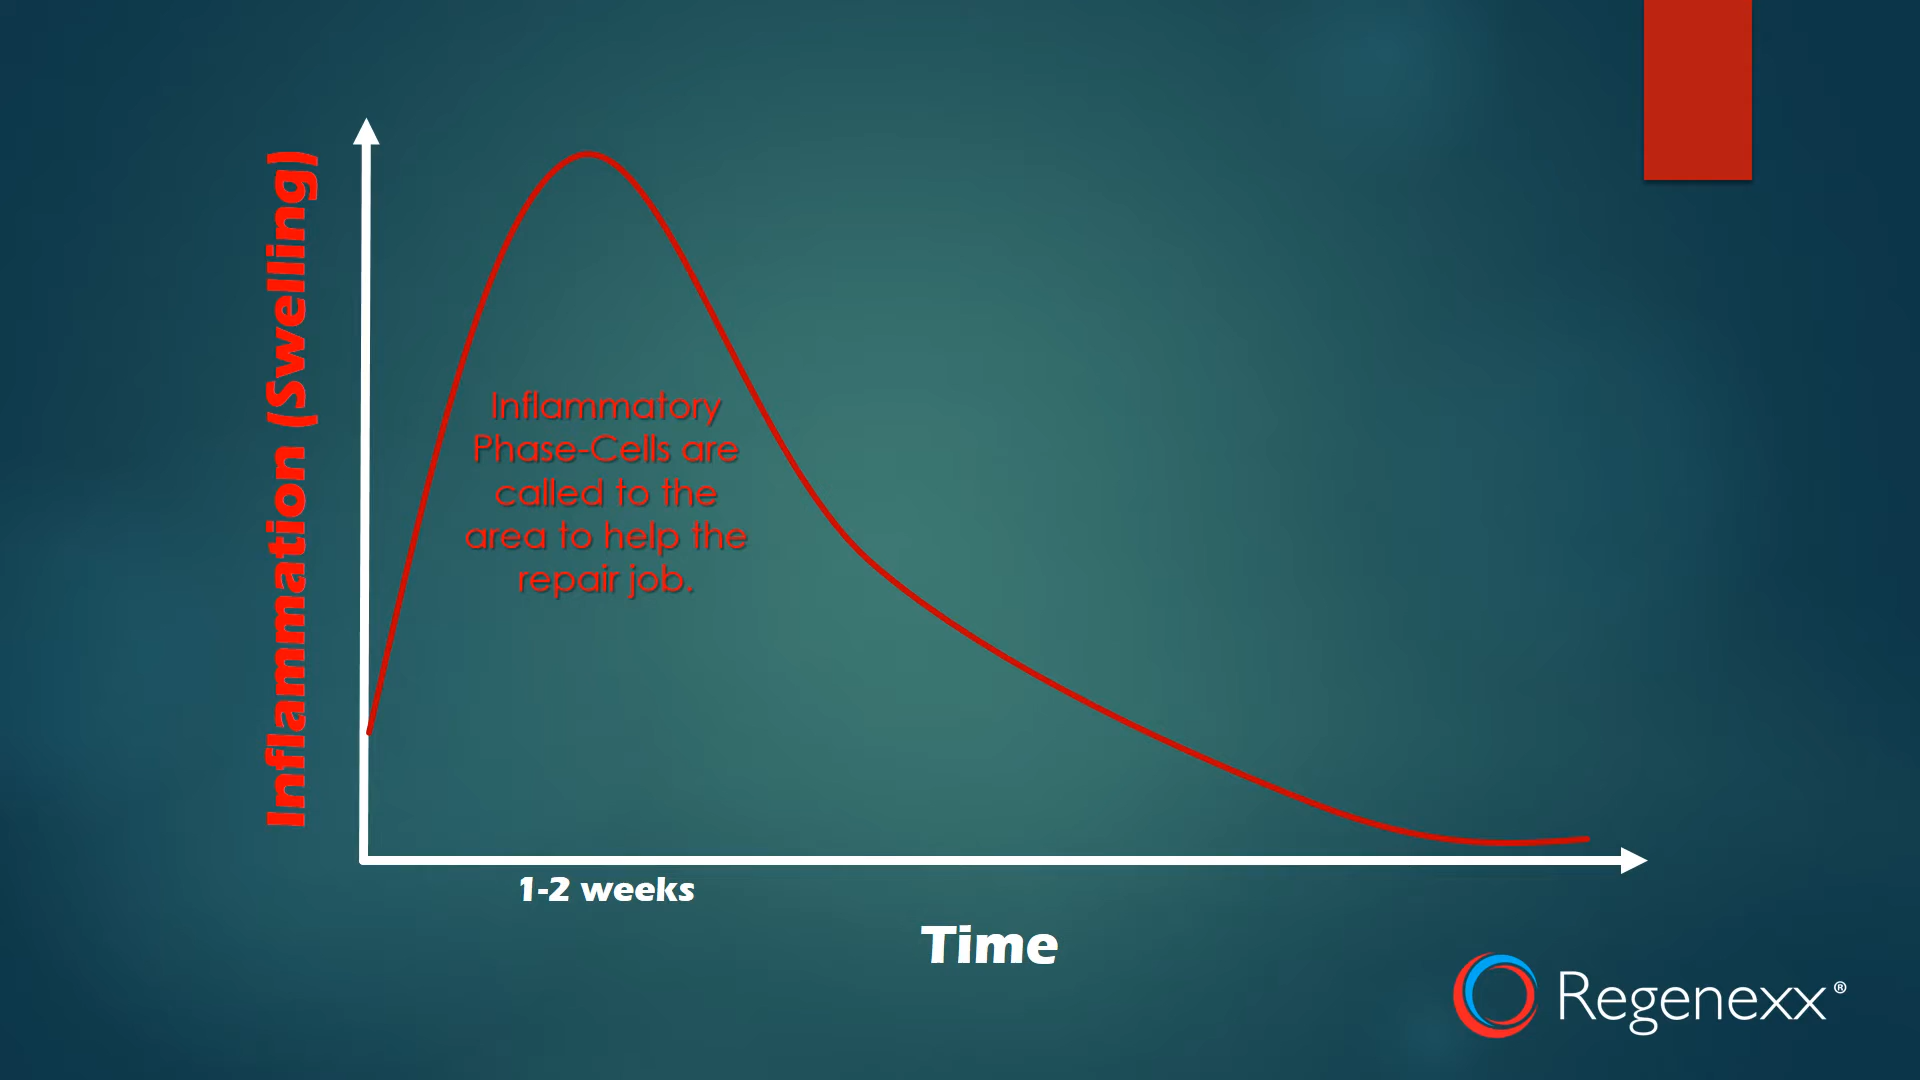 Inflammation (Swelling)
Inflammatory
Phase-Cells are
called to the
area to help the
repair job.
1-2 weeks
Time
Regenexx®